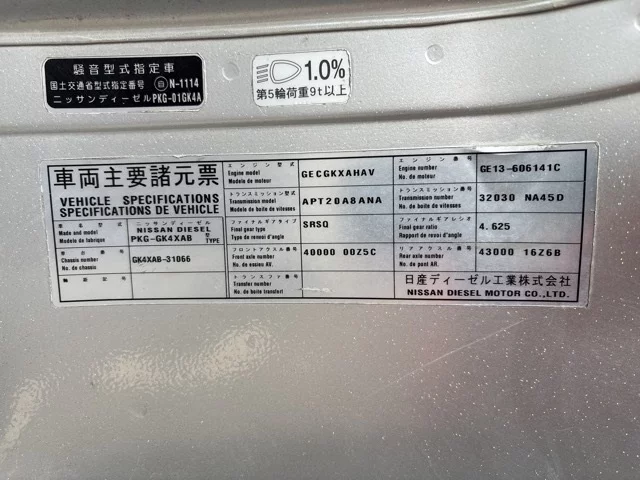 騒音型式指定車
国土交通省型式指定番号 自 N-1114
ニッサンディーゼル PKG-01GK4A
1.0%
第5輪荷重9t以上
車両主要諸元票
VEHICLE SPECIFICATIONS
SPECIFICATIONS DE VEHICLE
車名型式 ニッサンディーゼル 型
Made and model NISSAN DIESEL
Modele de fabrique PKG-GK4XAB TYPE
車台番号
Chassis number GK4XAB-31066
No. de chassis
エンジン型式
Engine model GECGKXAHAV
Modele de moteur
トランスミッション型式
Transmission model APT20A8ANA
Modele de boite de vitesses
ファイナルギアタイプ
Final gear type SRSQ
Type de renvoi d'angle
フロントアクスル番号
Front axle number 40000 00Z5C
No. de essieu AV.
トランスファ番号
Transfer number
No. de boite transfert
エンジン番号
Engine number GE13-606141C
No. de moteur
トランスミッション番号
Transmission number 32030 NA45D
No. de boite de vitesses
ファイナルギアレシオ
Final gear ratio 4.625
Rapport de renvoi d'angle
リアアクスル番号
Rear axle number 43000 16Z6B
No. de pont AR.
日産ディーゼル工業株式会社
NISSAN DIESEL MOTOR CO.,LTD.